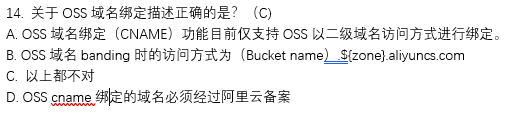 14. 关于 OSS 域名绑定描述正确的是？（C）
A. OSS 域名绑定（CNAME）功能目前仅支持 OSS 以二级域名访问方式进行绑定。
B. OSS 域名 banding 时的访问方式为（Bucket name）.${zone}.aliyuncs.com
C. 以上都不对
D. OSS cname 绑定的域名必须经过阿里云备案